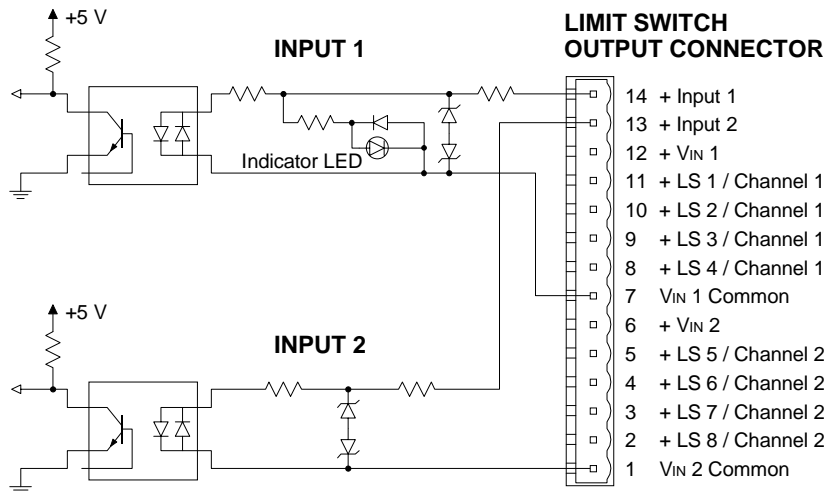 +5 V
INPUT 1
LIMIT SWITCH
OUTPUT CONNECTOR
Indicator LED
14 + Input 1
13 + Input 2
12 + VIN 1
11 + LS 1 / Channel 1
10 + LS 2 / Channel 1
9 + LS 3 / Channel 1
8 + LS 4 / Channel 1
7 VIN 1 Common
6 + VIN 2
5 + LS 5 / Channel 2
4 + LS 6 / Channel 2
3 + LS 7 / Channel 2
2 + LS 8 / Channel 2
1 VIN 2 Common
+5 V
INPUT 2